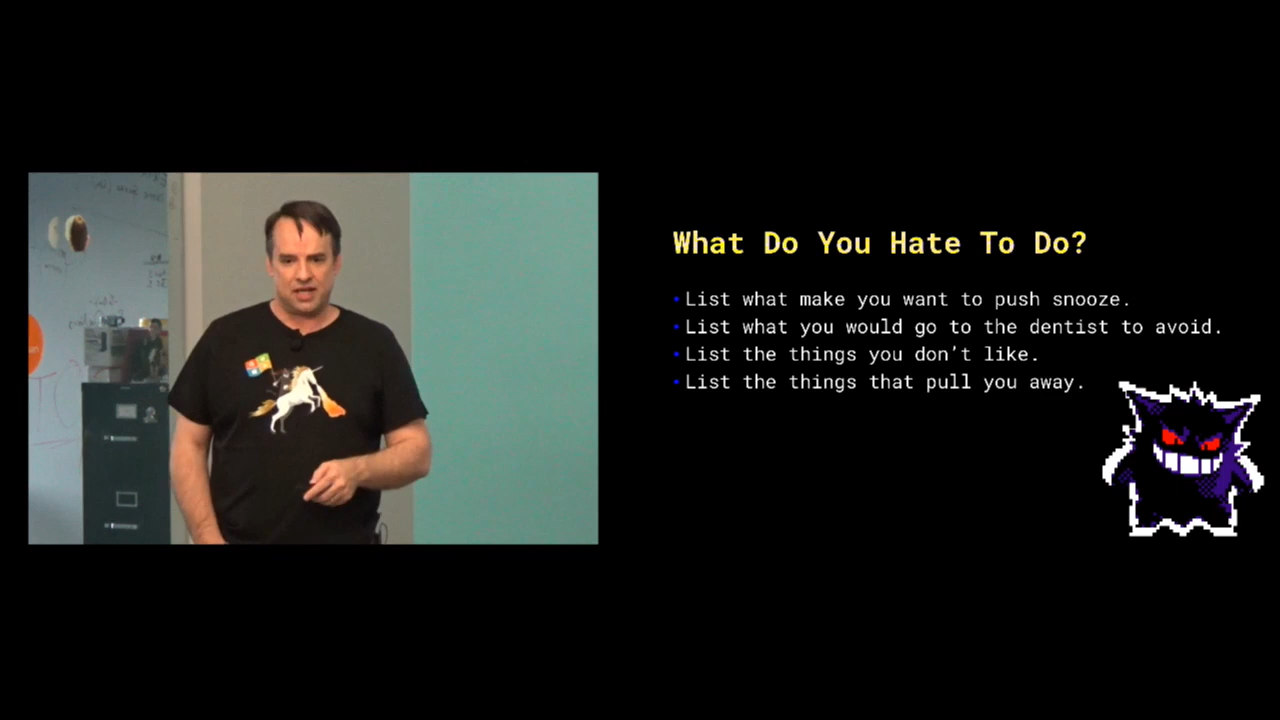 What Do You Hate To Do?
• List what make you want to push snooze.
• List what you would go to the dentist to avoid.
• List the things you don't like.
• List the things that pull you away.